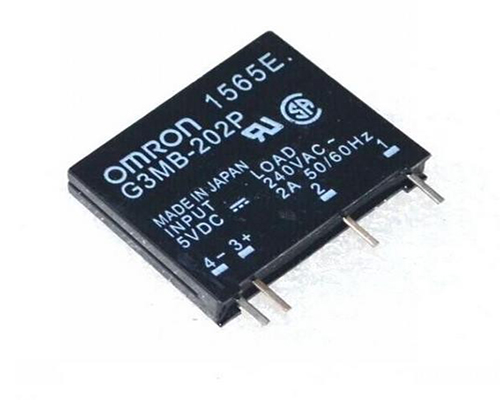 OMRON 1565E.
G3MB-202P
MADE IN JAPAN
INPUT LOAD
5VDC ⎓ 240VAC~
2A 50/60Hz
4- 3+ 2 1